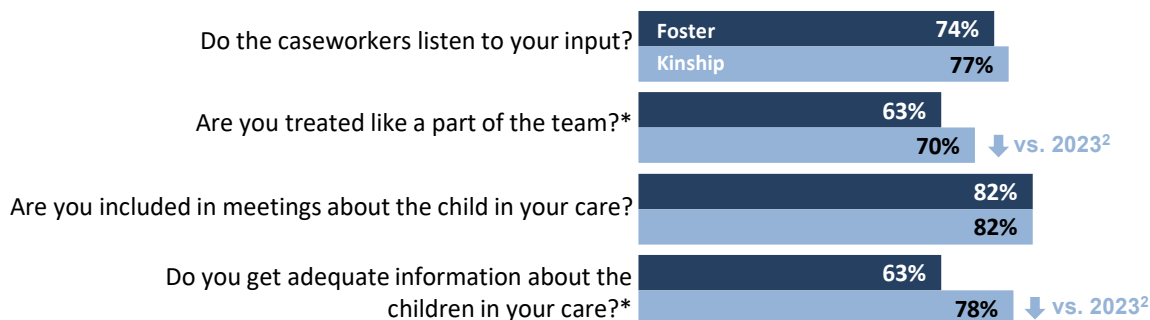 Do the caseworkers listen to your input?
Foster 74%
Kinship 77%
Are you treated like a part of the team?*
63%
70% vs. 2023²
Are you included in meetings about the child in your care?
82%
82%
Do you get adequate information about the
children in your care?*
63%
78% vs. 2023²